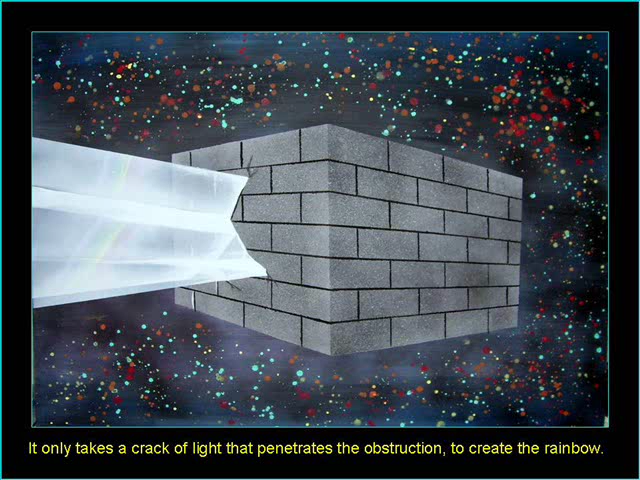 It only takes a crack of light that penetrates the obstruction, to create the rainbow.